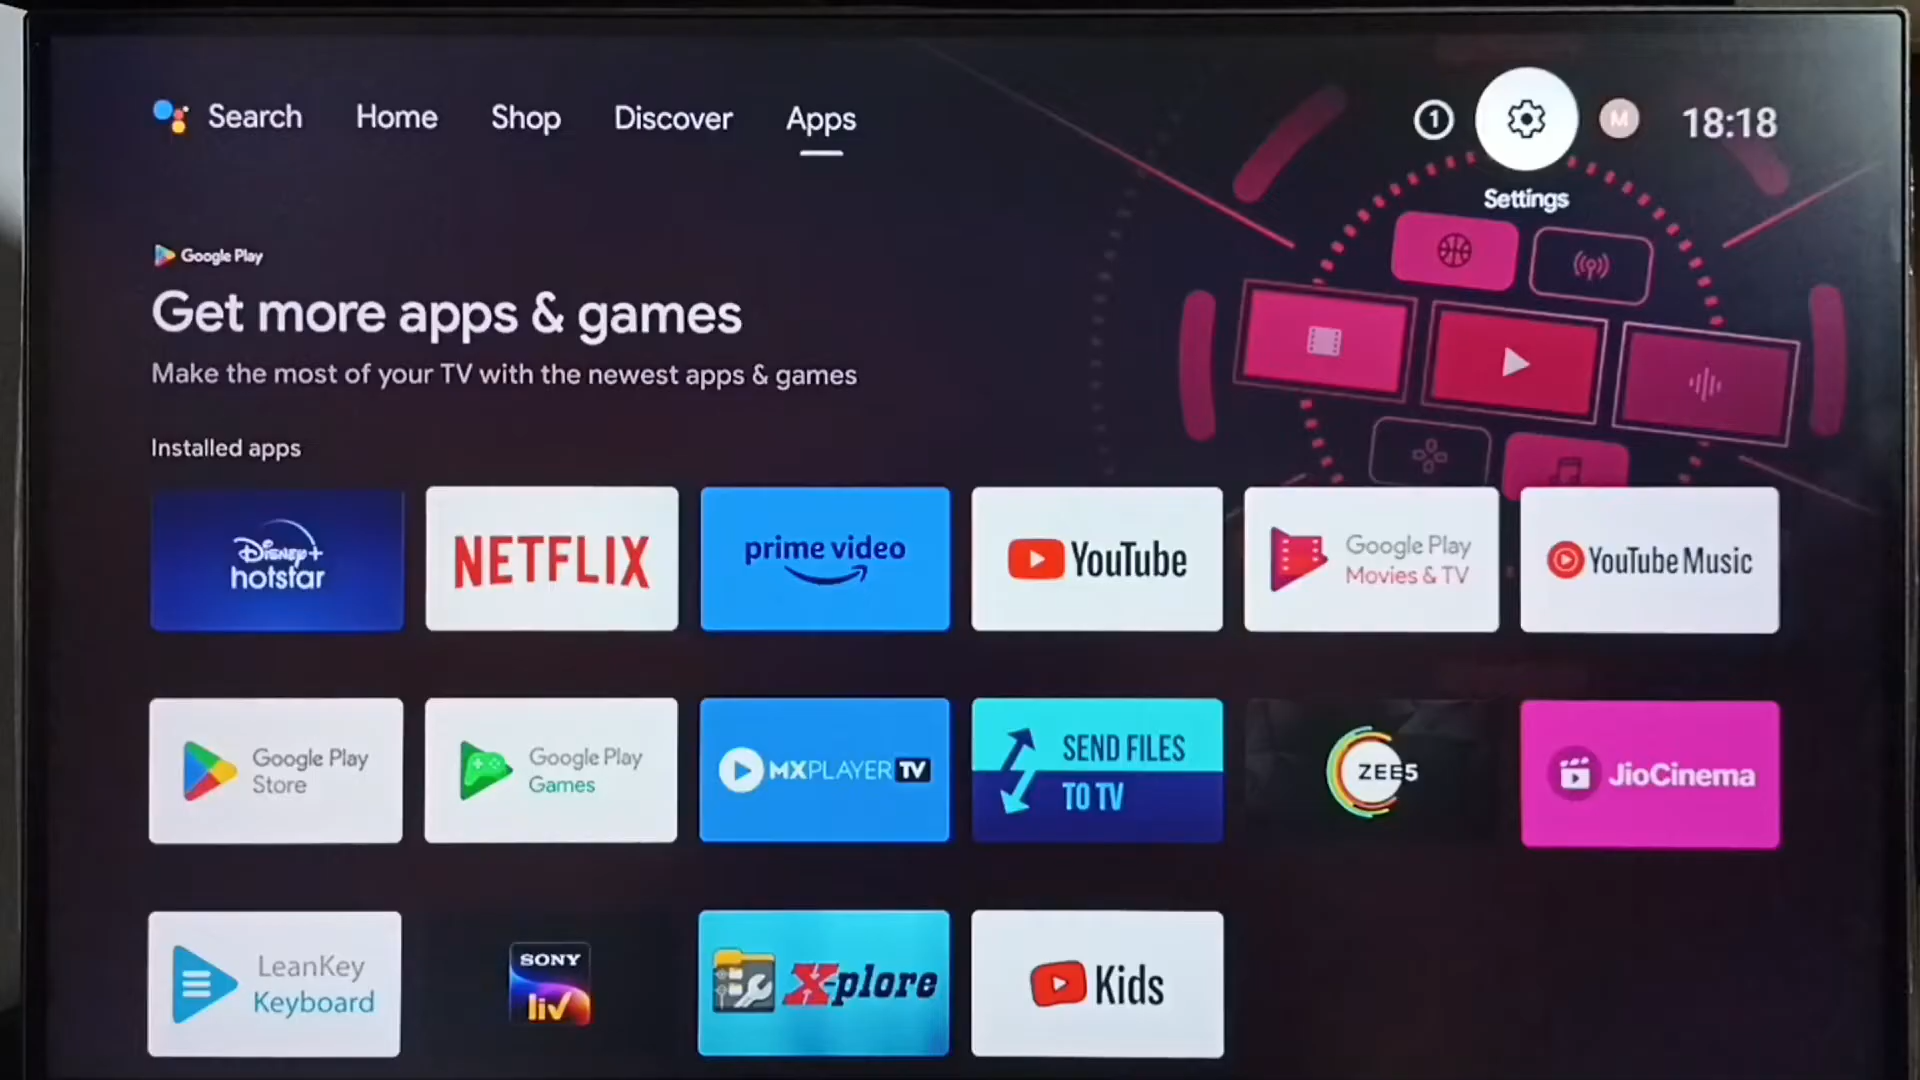 Search Home Shop Discover Apps
1 M 18:18
Settings
Google Play
Get more apps & games
Make the most of your TV with the newest apps & games
Installed apps
Disney+
hotstar
NETFLIX
prime video
YouTube
Google Play
Movies & TV
YouTube Music
Google Play
Store
Google Play
Games
MXPLAYER TV
SEND FILES
TO TV
ZEE5
JioCinema
LeanKey
Keyboard
SONY
liv
X-plore
Kids